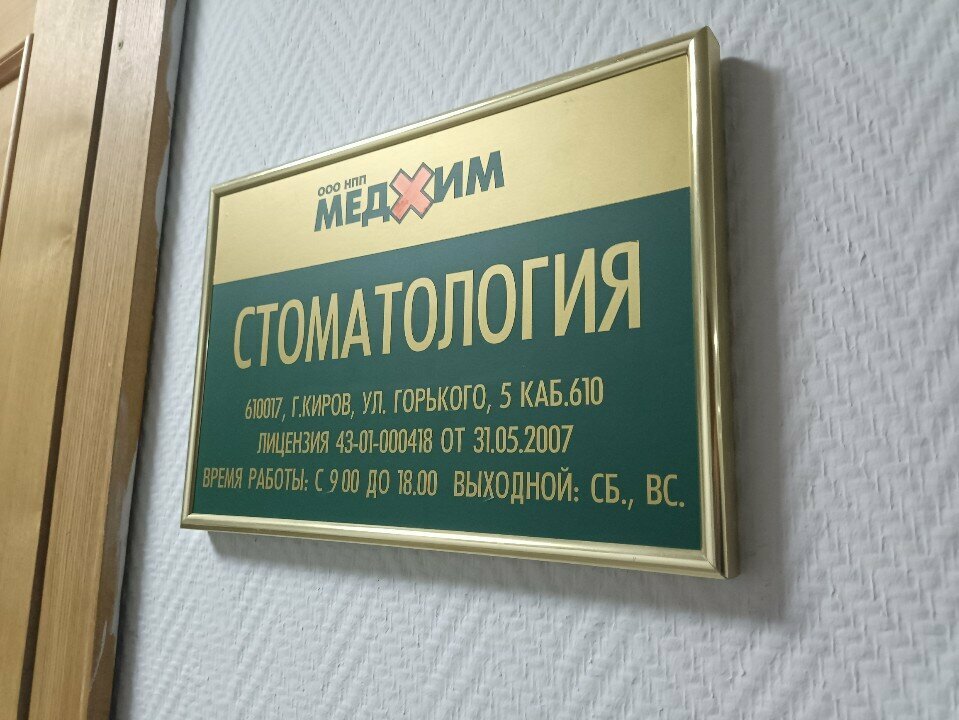 ООО НПП
МЕДХИМ
СТОМАТОЛОГИЯ
610017, Г.КИРОВ, УЛ. ГОРЬКОГО, 5 КАБ.610
ЛИЦЕНЗИЯ 43-01-000418 ОТ 31.05.2007
ВРЕМЯ РАБОТЫ: С 9 00 ДО 18.00 ВЫХОДНОЙ: СБ., ВС.